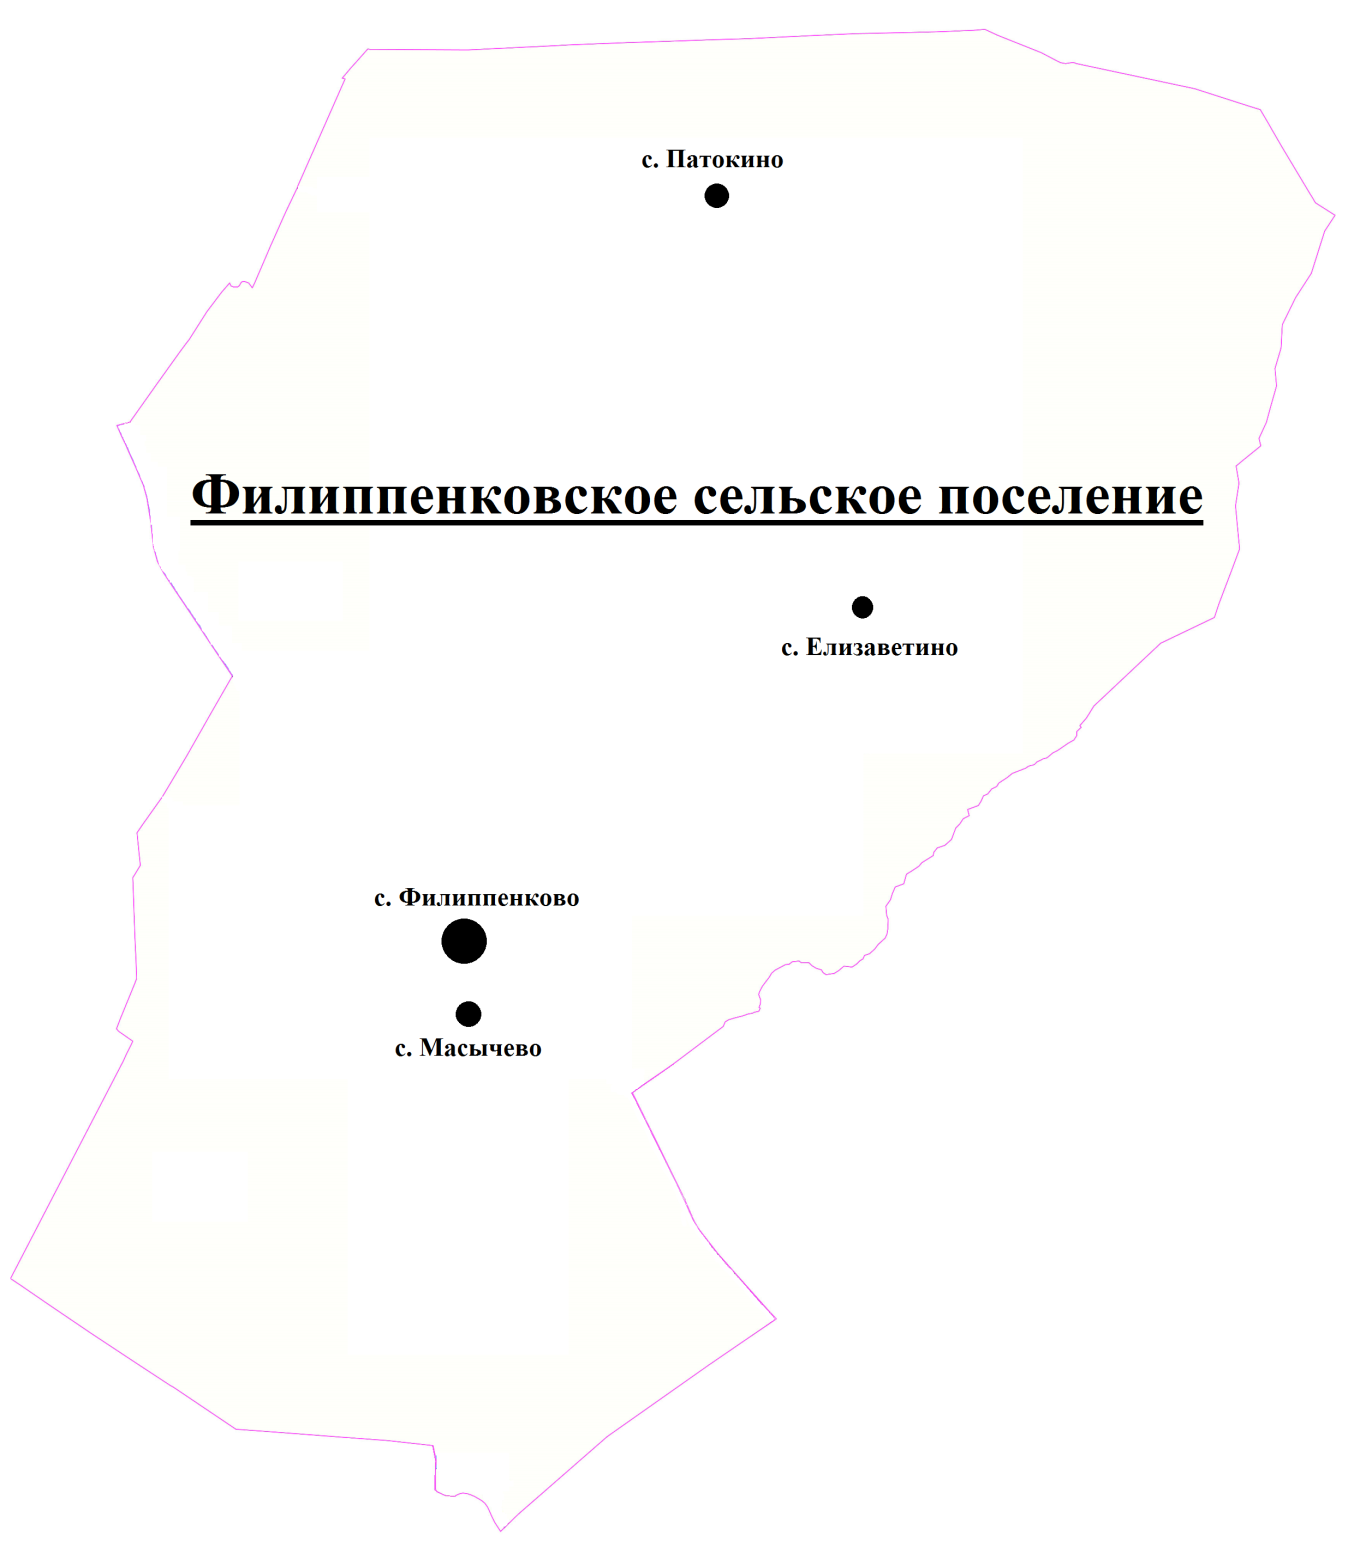 с. Патокино
Филиппенковское сельское поселение
с. Елизаветино
с. Филиппенково
с. Масычево